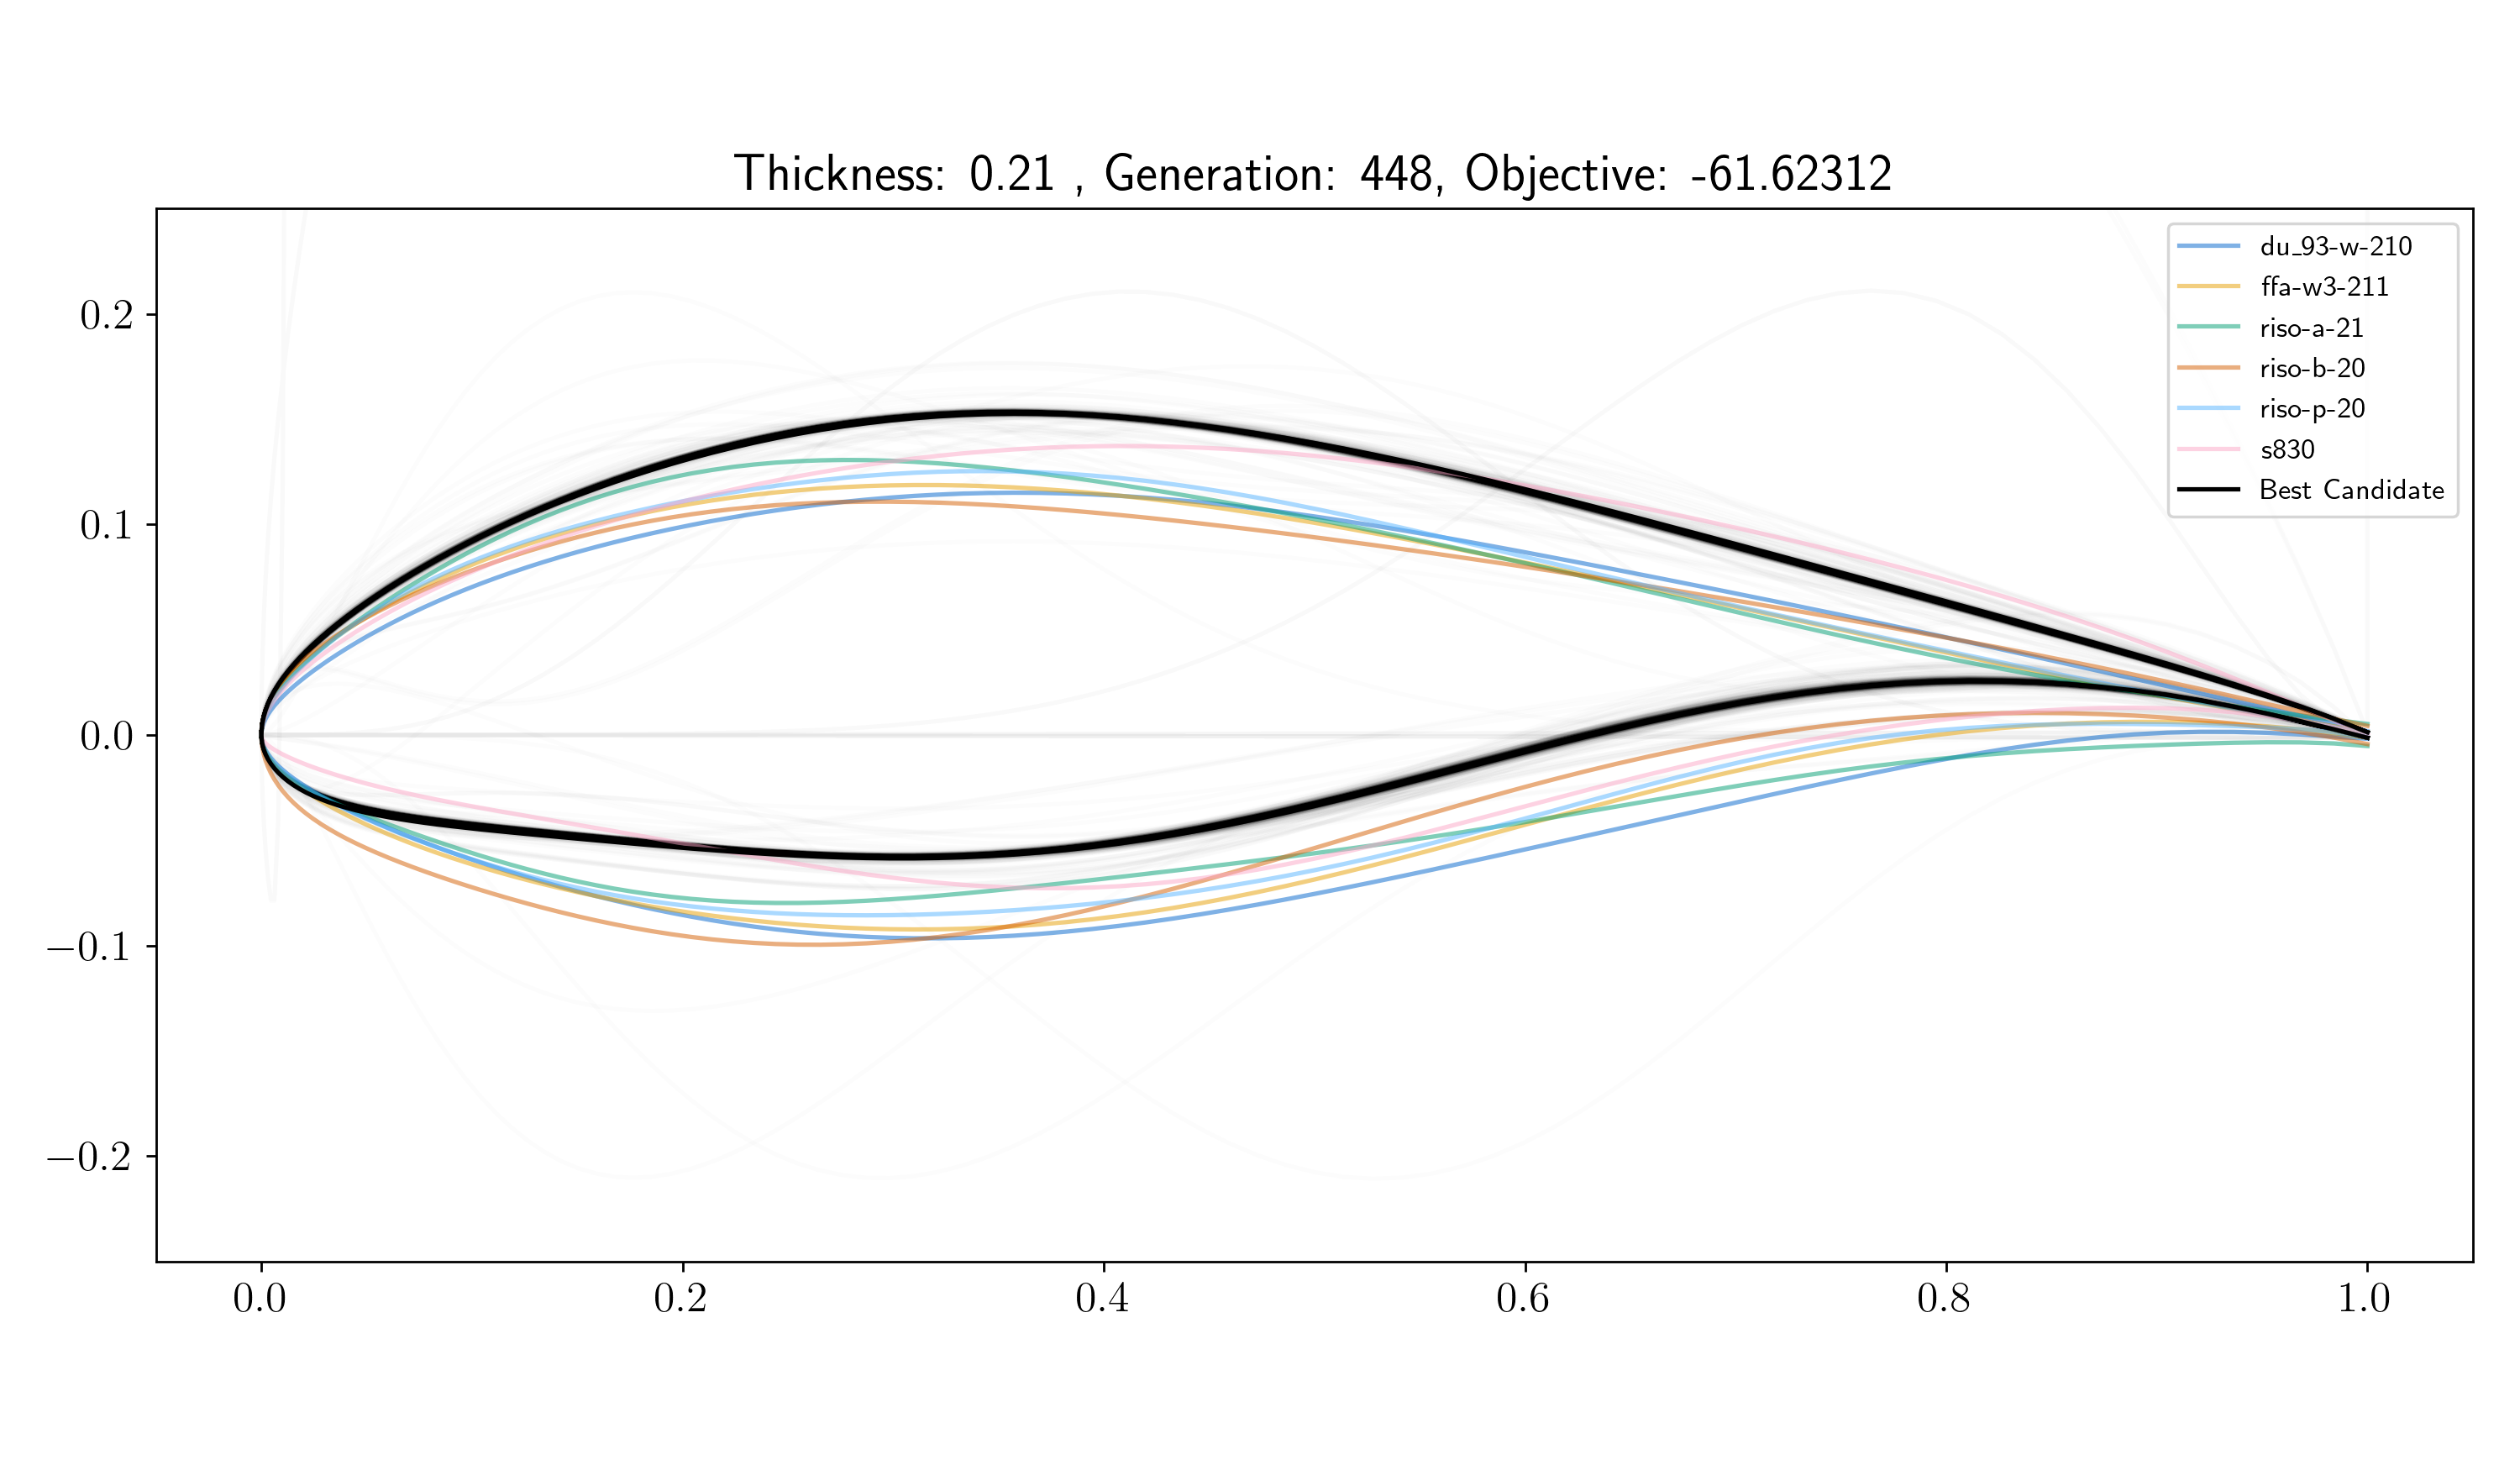 Thickness: 0.21 , Generation: 448, Objective: -61.62312
du_93-w-210
ffa-w3-211
riso-a-21
riso-b-20
riso-p-20
s830
Best Candidate
0.2
0.1
0.0
−0.1
−0.2
0.0 0.2 0.4 0.6 0.8 1.0